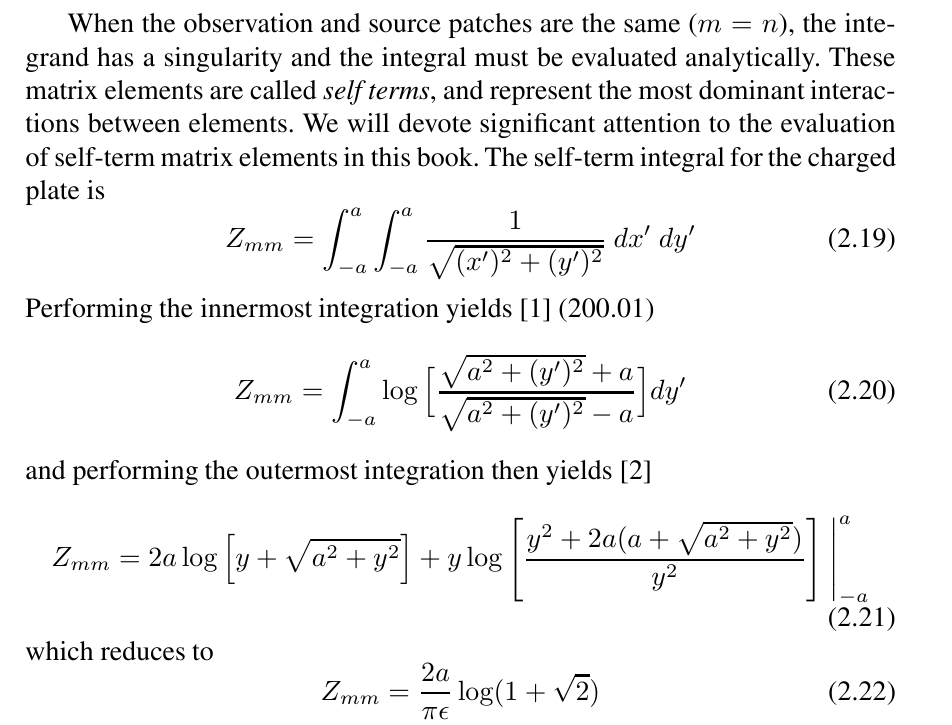 When the observation and source patches are the same (m = n), the inte-
grand has a singularity and the integral must be evaluated analytically. These
matrix elements are called self terms, and represent the most dominant interac-
tions between elements. We will devote significant attention to the evaluation
of self-term matrix elements in this book. The self-term integral for the charged
plate is
Z_{mm} = \int_{-a}^{a} \int_{-a}^{a} \frac{1}{\sqrt{(x')^2 + (y')^2}} dx' dy' (2.19)
Performing the innermost integration yields [1] (200.01)
Z_{mm} = \int_{-a}^{a} \log \left[ \frac{\sqrt{a^2 + (y')^2} + a}{\sqrt{a^2 + (y')^2} - a} \right] dy' (2.20)
and performing the outermost integration then yields [2]
Z_{mm} = 2a \log \left[ y + \sqrt{a^2 + y^2} \right] + y \log \left[ \frac{y^2 + 2a(a + \sqrt{a^2 + y^2})}{y^2} \right] \Big|_{-a}^{a}
(2.21)
which reduces to
Z_{mm} = \frac{2a}{\pi\epsilon} \log(1 + \sqrt{2}) (2.22)